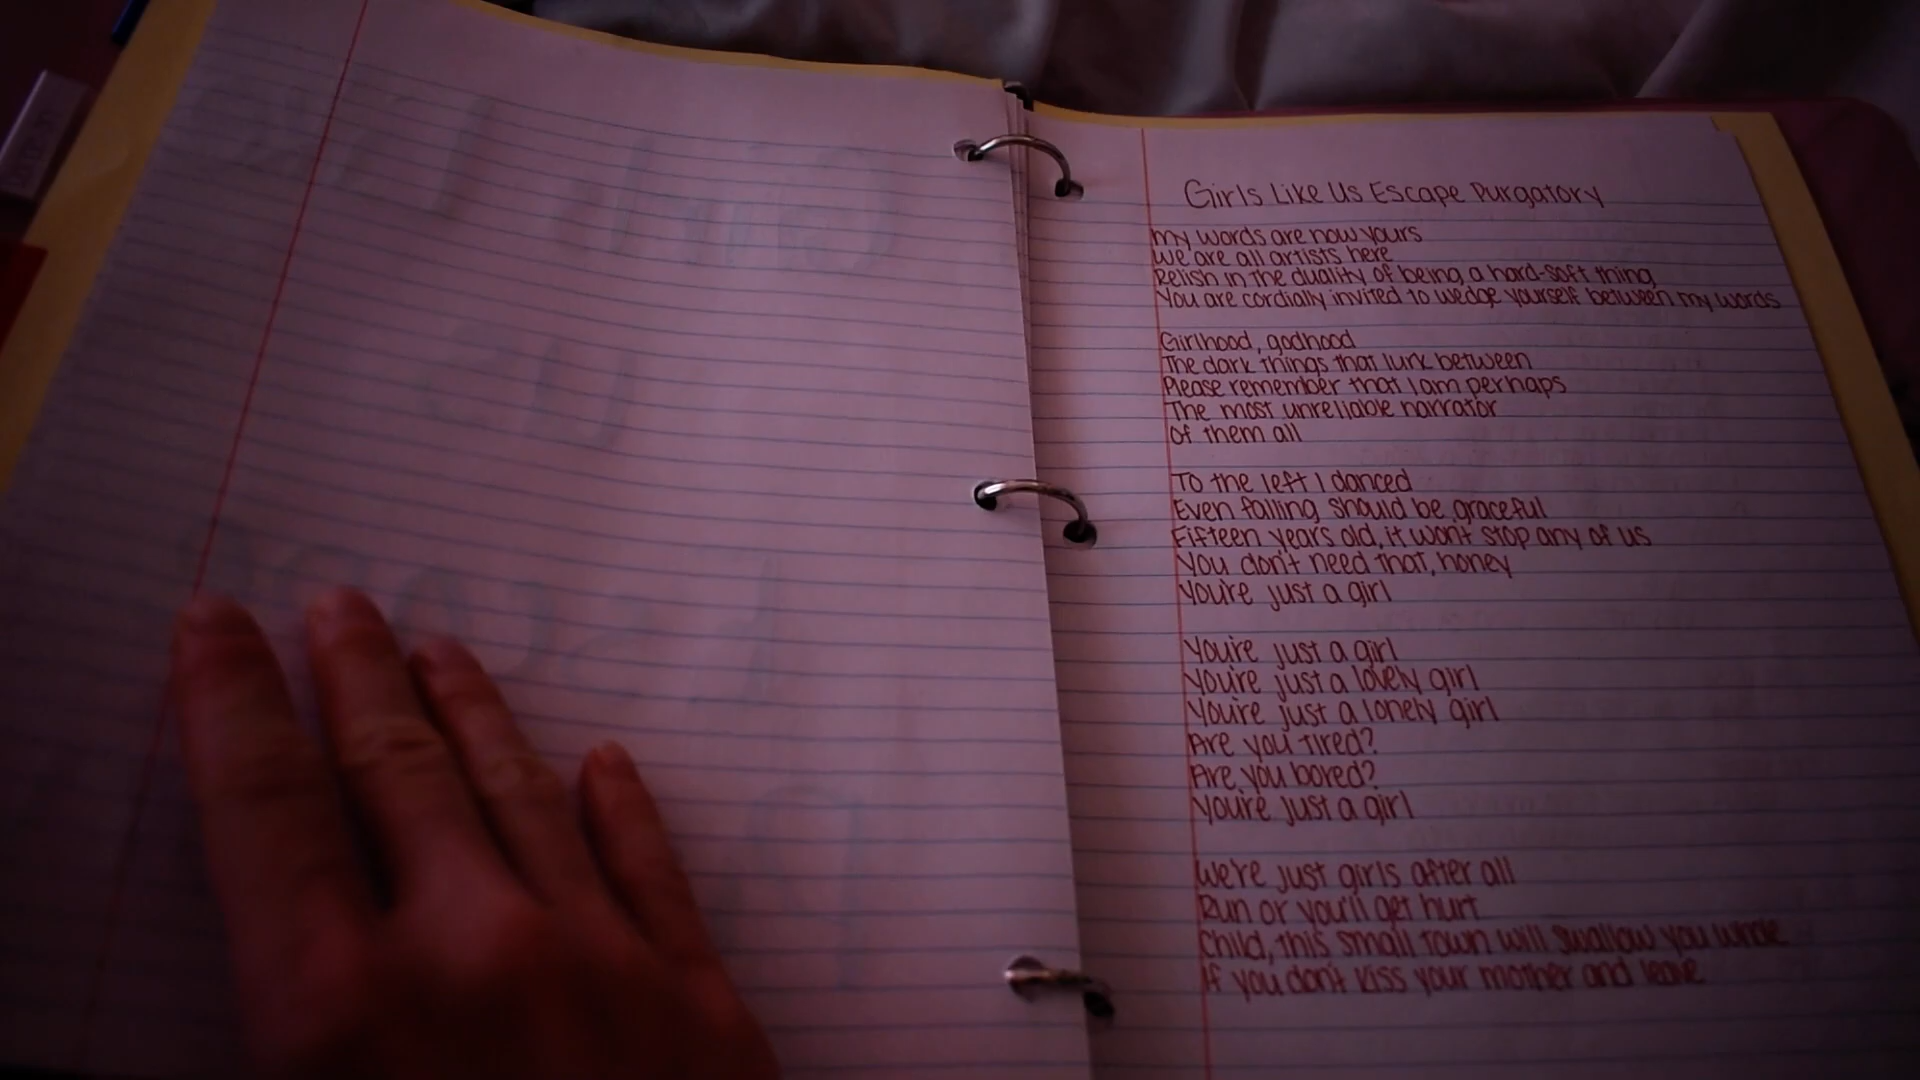 Girls Like Us Escape Purgatory
My words are now yours
We are all artists here
Relish in the duality of being a hard-soft thing
You are cordially invited to wedge yourself between my words
Girlhood, godhood
The dark things that lurk between
Please remember that I am perhaps
The most unreliable narrator
of them all
To the left I danced
Even falling should be graceful
Fifteen years old, it won't stop any of us
You don't need that, honey
You're just a girl
You're just a girl
You're just a lovely girl
You're just a lonely girl
Are you tired?
Are you bored?
You're just a girl
We're just girls after all
Run or you'll get hurt
Child, this small town will swallow you whole
If you don't kiss your mother and leave